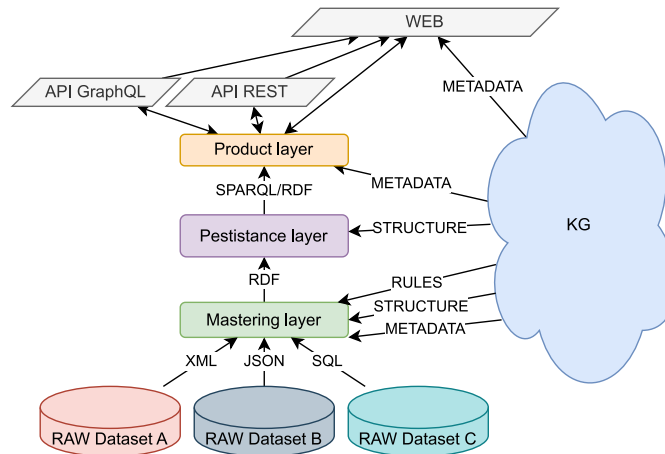 WEB
API GraphQL
API REST
METADATA
Product layer
SPARQL/RDF
METADATA
Pestistance layer
STRUCTURE
KG
RDF
RULES
STRUCTURE
Mastering layer
METADATA
XML
JSON
SQL
RAW Dataset A
RAW Dataset B
RAW Dataset C